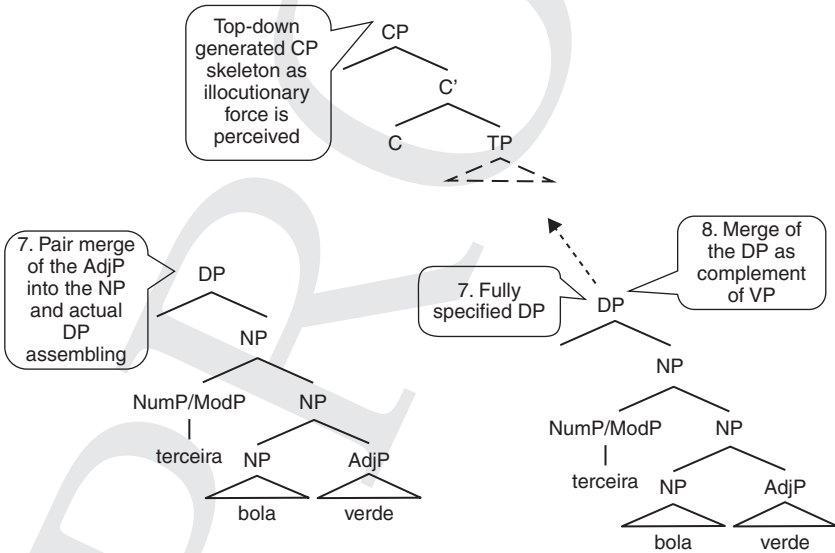 Top-down
generated CP
skeleton as
illocutionary
force is
perceived
CP
C'
C TP
7. Pair merge
of the AdjP
into the NP
and actual
DP
assembling
DP
NP
NumP/ModP NP
terceira
NP AdjP
bola verde
7. Fully
specified DP
8. Merge of
the DP as
complement
of VP
DP
NP
NumP/ModP NP
terceira
NP AdjP
bola verde